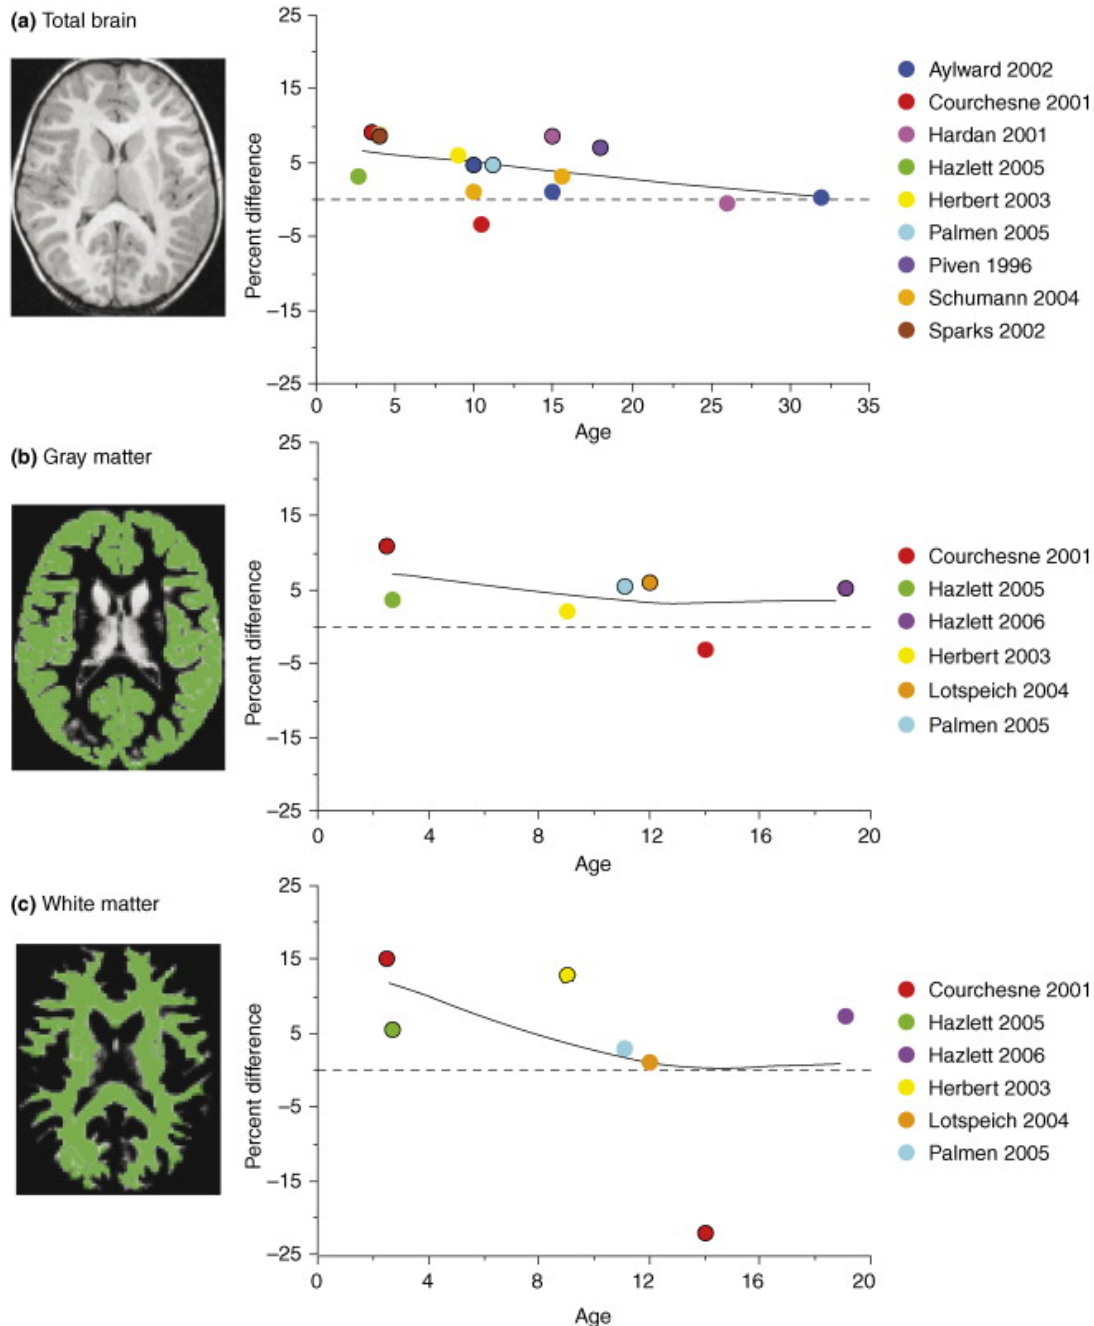 (a) Total brain
25
15
5
−5
−15
−25
Percent difference
0 5 10 15 20 25 30 35
Age
Aylward 2002
Courchesne 2001
Hardan 2001
Hazlett 2005
Herbert 2003
Palmen 2005
Piven 1996
Schumann 2004
Sparks 2002
(b) Gray matter
25
15
5
−5
−15
−25
Percent difference
0 4 8 12 16 20
Age
Courchesne 2001
Hazlett 2005
Hazlett 2006
Herbert 2003
Lotspeich 2004
Palmen 2005
(c) White matter
25
15
5
−5
−15
−25
Percent difference
0 4 8 12 16 20
Age
Courchesne 2001
Hazlett 2005
Hazlett 2006
Herbert 2003
Lotspeich 2004
Palmen 2005